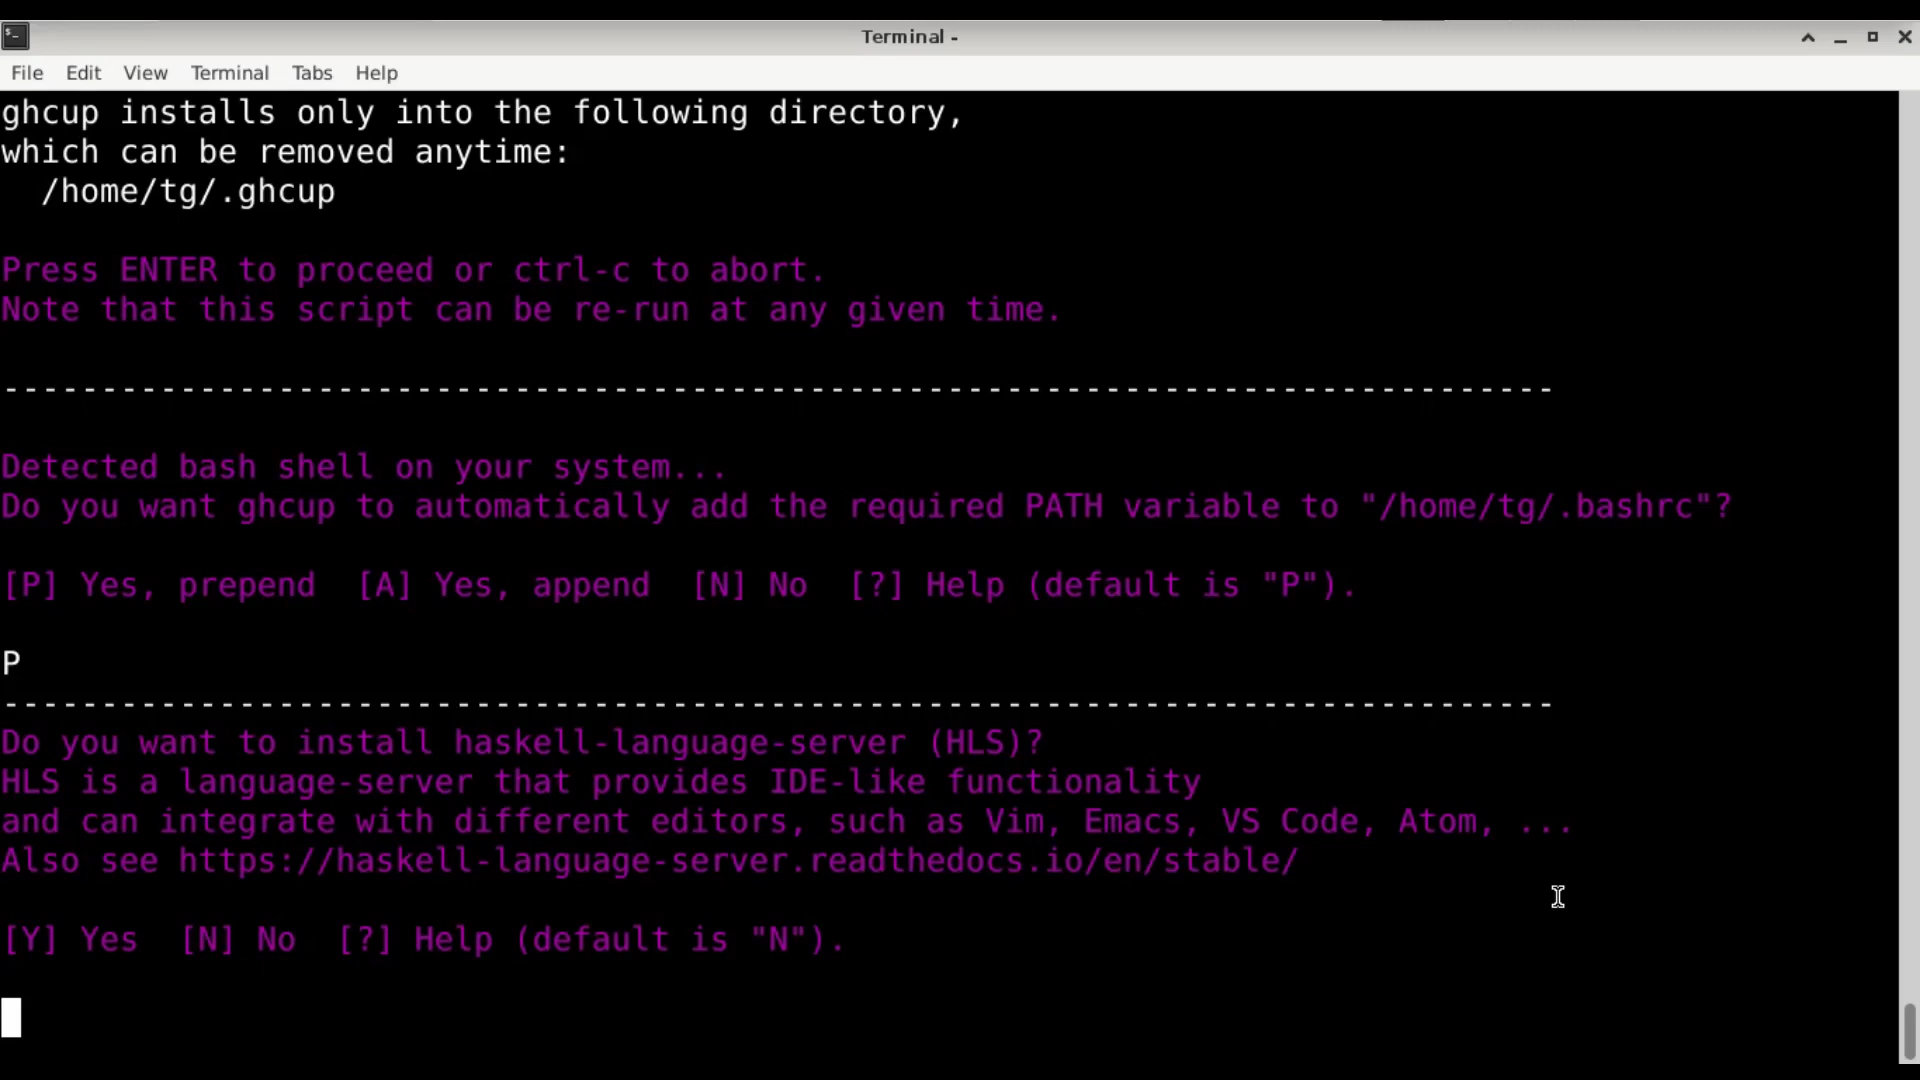 Terminal -
File Edit View Terminal Tabs Help
ghcup installs only into the following directory,
which can be removed anytime:
  /home/tg/.ghcup
Press ENTER to proceed or ctrl-c to abort.
Note that this script can be re-run at any given time.
-------------------------------------------------------------------------------
Detected bash shell on your system...
Do you want ghcup to automatically add the required PATH variable to "/home/tg/.bashrc"?
[P] Yes, prepend  [A] Yes, append  [N] No  [?] Help (default is "P").
P
-------------------------------------------------------------------------------
Do you want to install haskell-language-server (HLS)?
HLS is a language-server that provides IDE-like functionality
and can integrate with different editors, such as Vim, Emacs, VS Code, Atom, ...
Also see https://haskell-language-server.readthedocs.io/en/stable/
[Y] Yes  [N] No  [?] Help (default is "N").